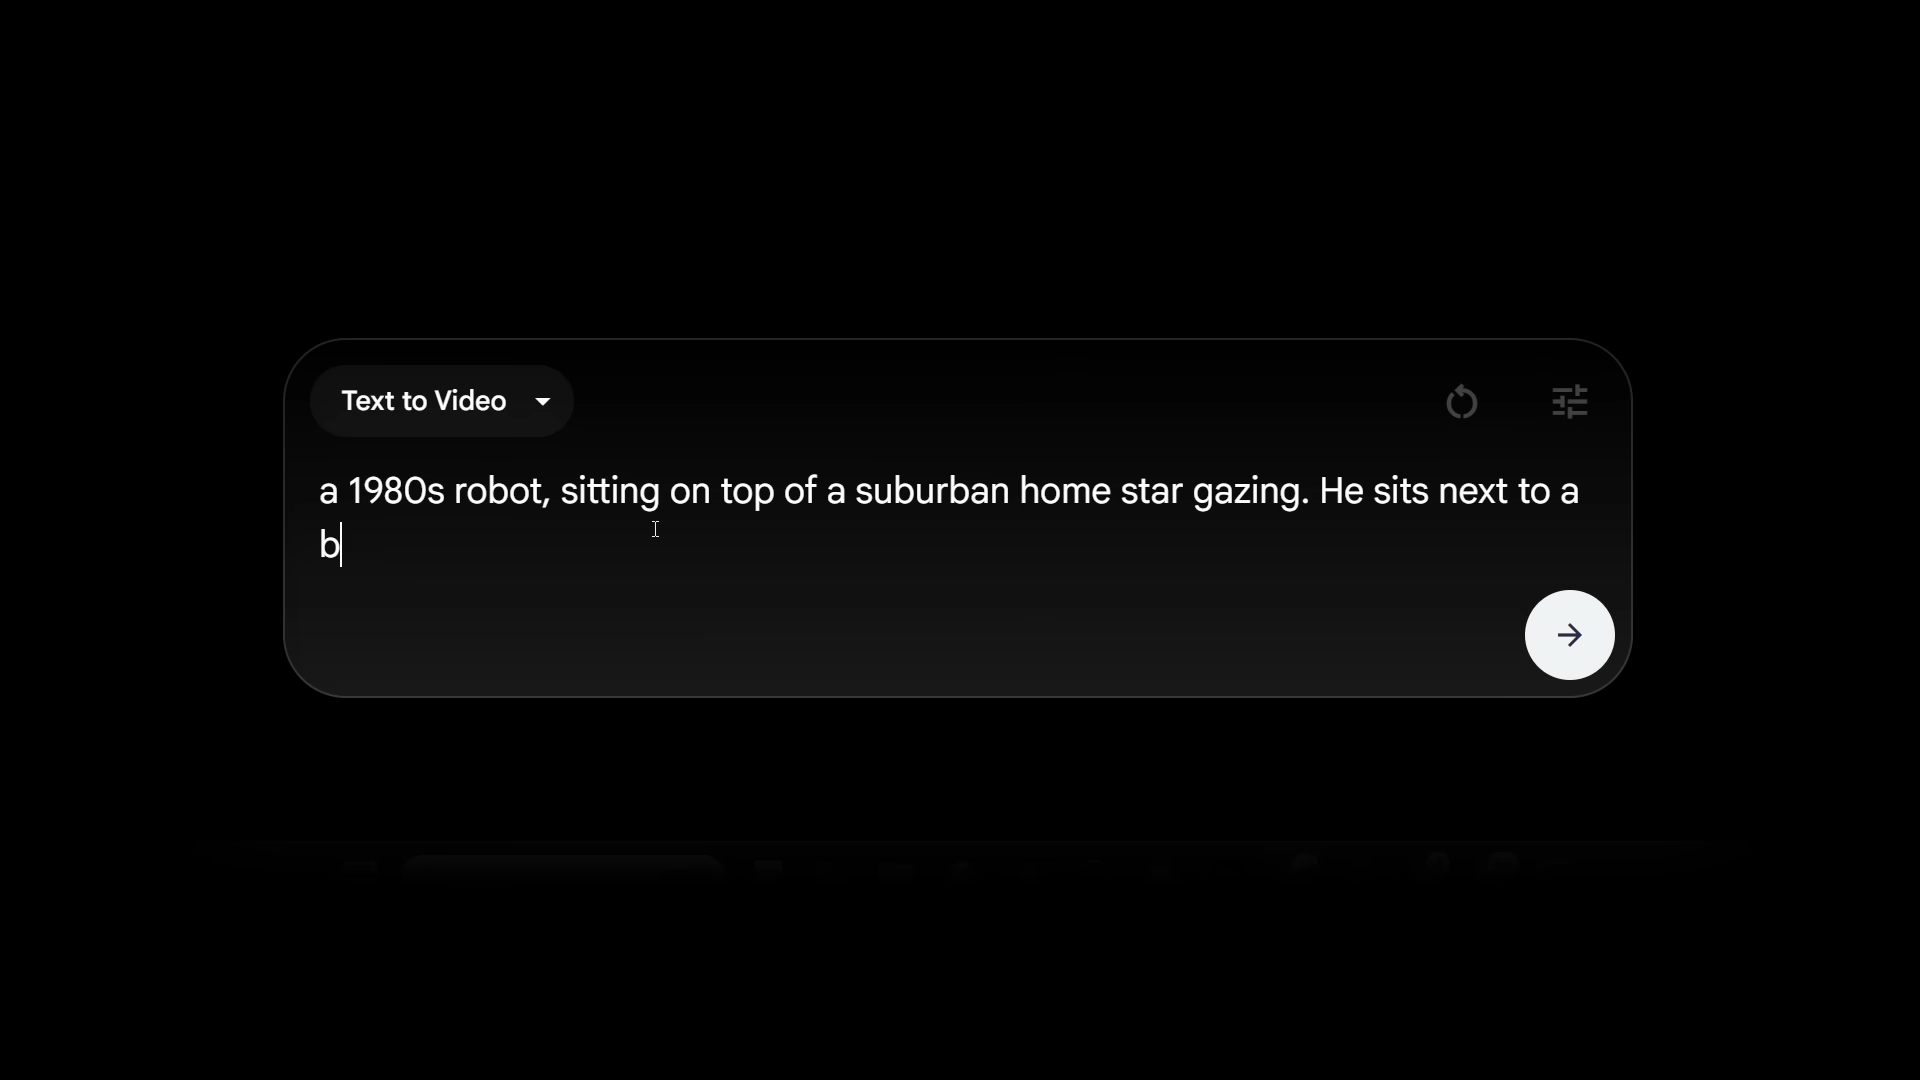 Text to Video
a 1980s robot, sitting on top of a suburban home star gazing. He sits next to a
b